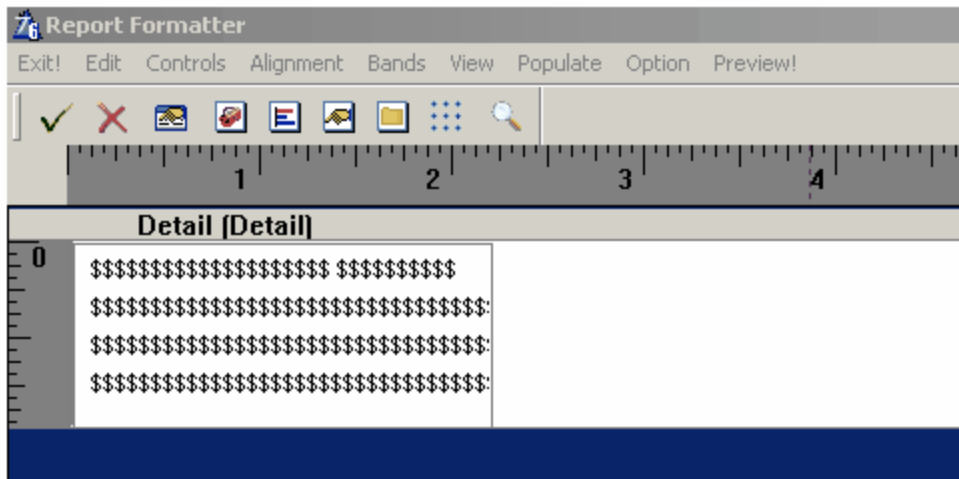 Report Formatter
Exit! Edit Controls Alignment Bands View Populate Option Preview!
1 2 3 4
Detail (Detail)
0
$$$$$$$$$$$$$$$$$$$$ $$$$$$$$$$
$$$$$$$$$$$$$$$$$$$$$$$$$$$$$$$$$
$$$$$$$$$$$$$$$$$$$$$$$$$$$$$$$$$
$$$$$$$$$$$$$$$$$$$$$$$$$$$$$$$$$